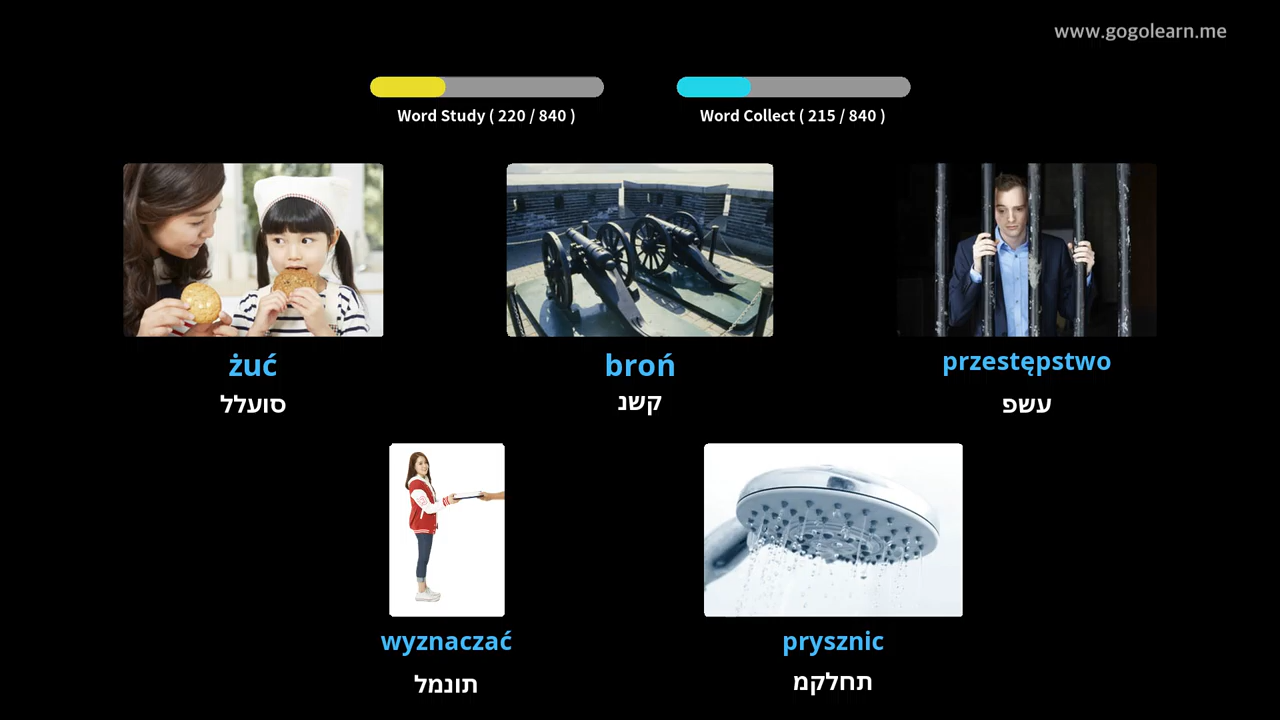 www.gogolearn.me
Word Study ( 220 / 840 )
Word Collect ( 215 / 840 )
żuć
סועלל
broń
קשנ
przestępstwo
עשפ
wyznaczać
תונמל
prysznic
תחלקמ